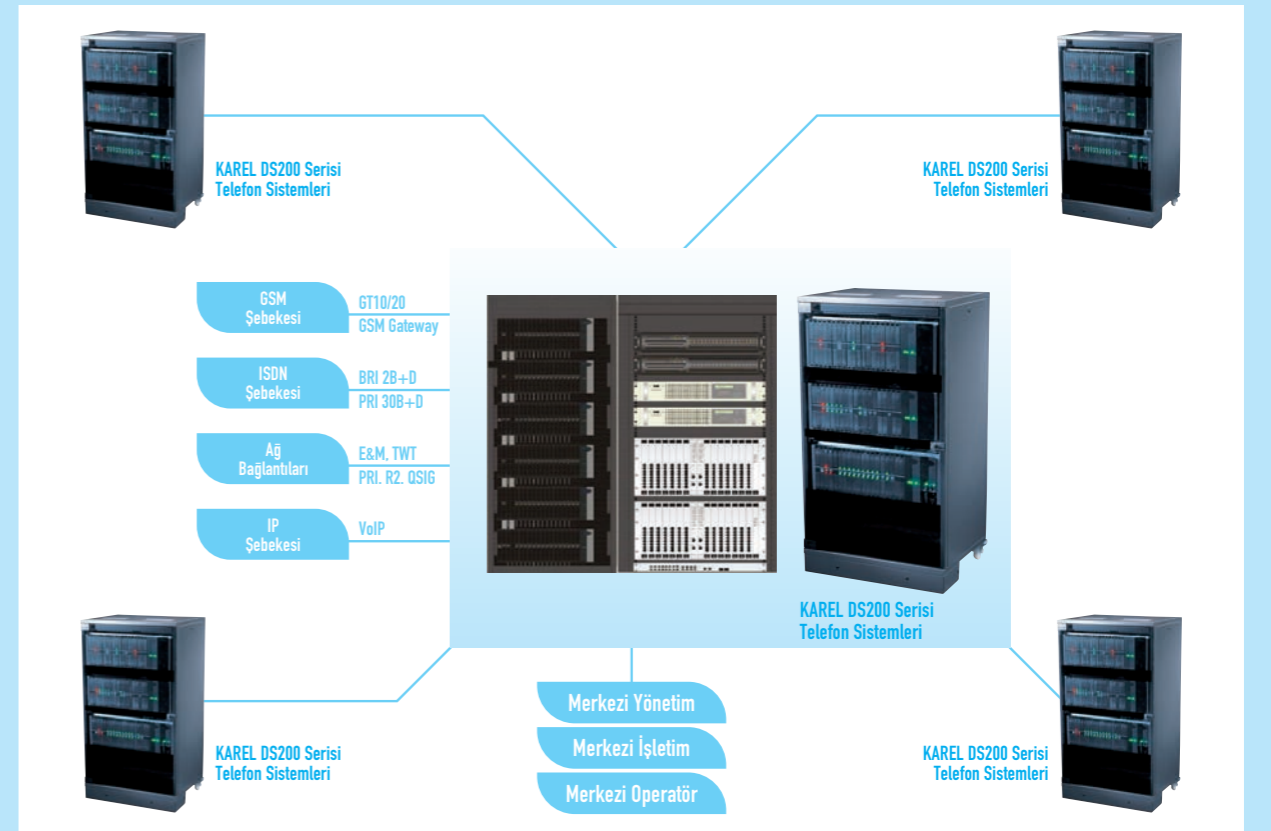 KAREL DS200 Serisi
Telefon Sistemleri
KAREL DS200 Serisi
Telefon Sistemleri
GSM
Şebekesi
GT10/20
GSM Gateway
ISDN
Şebekesi
BRI 2B+D
PRI 30B+D
Ağ
Bağlantıları
E&M, TWT
PRI. R2. QSIG
IP
Şebekesi
VoIP
KAREL DS200 Serisi
Telefon Sistemleri
Merkezi Yönetim
Merkezi İşletim
Merkezi Operatör
KAREL DS200 Serisi
Telefon Sistemleri
KAREL DS200 Serisi
Telefon Sistemleri